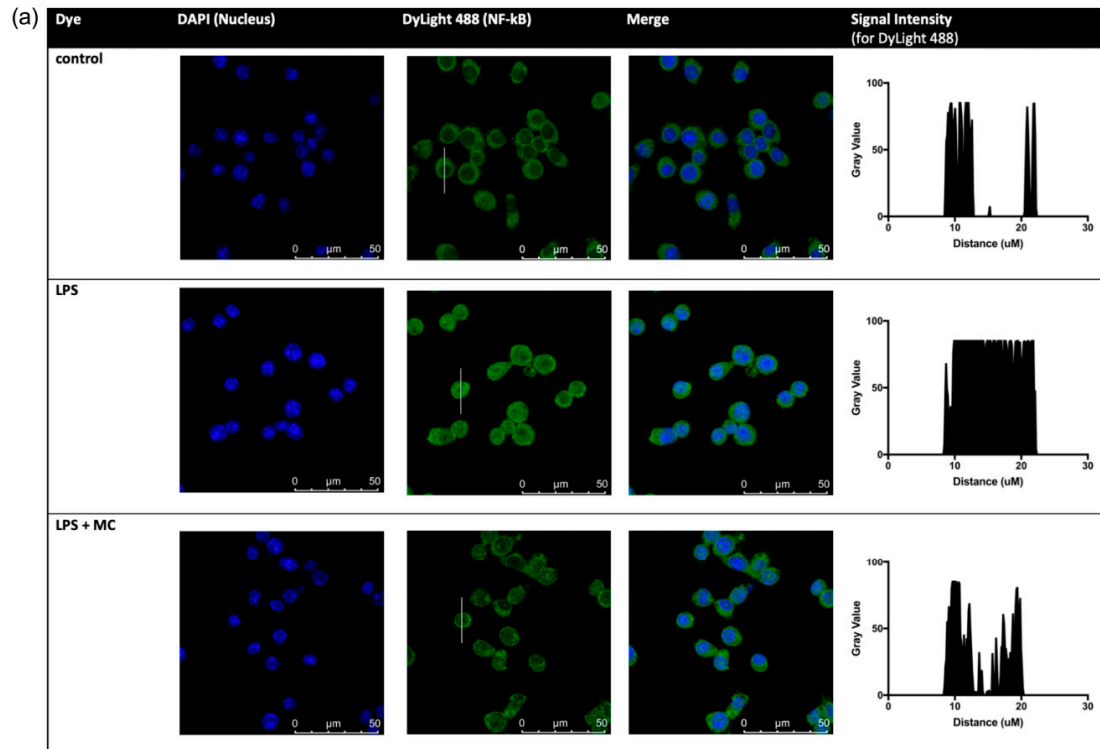 (a)
Dye DAPI (Nucleus) DyLight 488 (NF-kB) Merge Signal Intensity
(for DyLight 488)
control
0 µm 50
0 µm 50
0 µm 50
100
50
0
Gray Value
0 10 20 30
Distance (uM)
LPS
0 µm 50
0 µm 50
0 µm 50
100
50
0
Gray Value
0 10 20 30
Distance (uM)
LPS + MC
0 µm 50
0 µm 50
0 µm 50
100
50
0
Gray Value
0 10 20 30
Distance (uM)